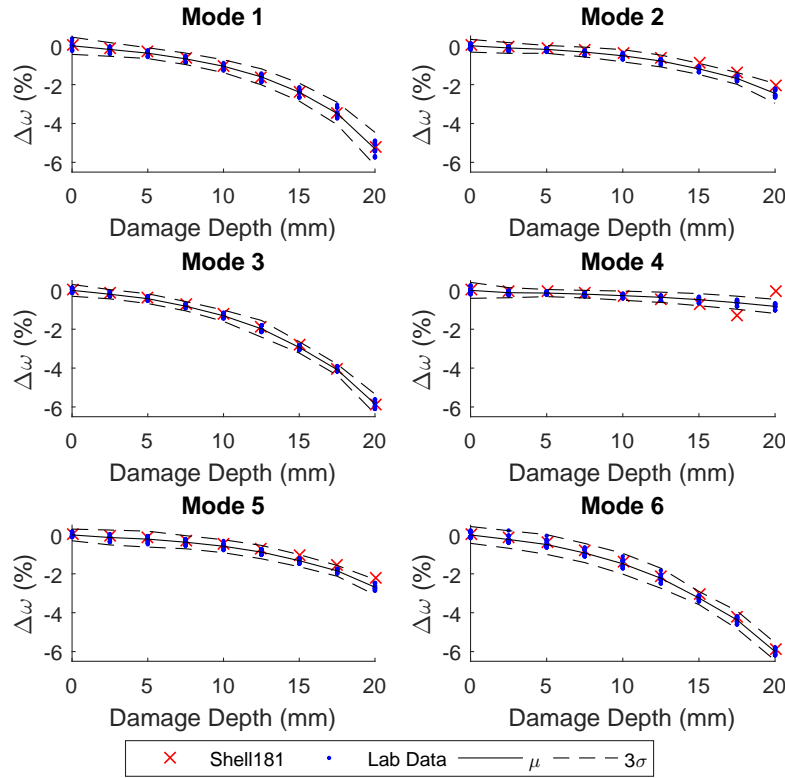 Mode 1
Mode 2
0
-2
-4
-6
Δω (%)
0 5 10 15 20
Damage Depth (mm)
0
-2
-4
-6
Δω (%)
0 5 10 15 20
Damage Depth (mm)
Mode 3
Mode 4
0
-2
-4
-6
Δω (%)
0 5 10 15 20
Damage Depth (mm)
0
-2
-4
-6
Δω (%)
0 5 10 15 20
Damage Depth (mm)
Mode 5
Mode 6
0
-2
-4
-6
Δω (%)
0 5 10 15 20
Damage Depth (mm)
0
-2
-4
-6
Δω (%)
0 5 10 15 20
Damage Depth (mm)
Shell181 Lab Data μ 3σ